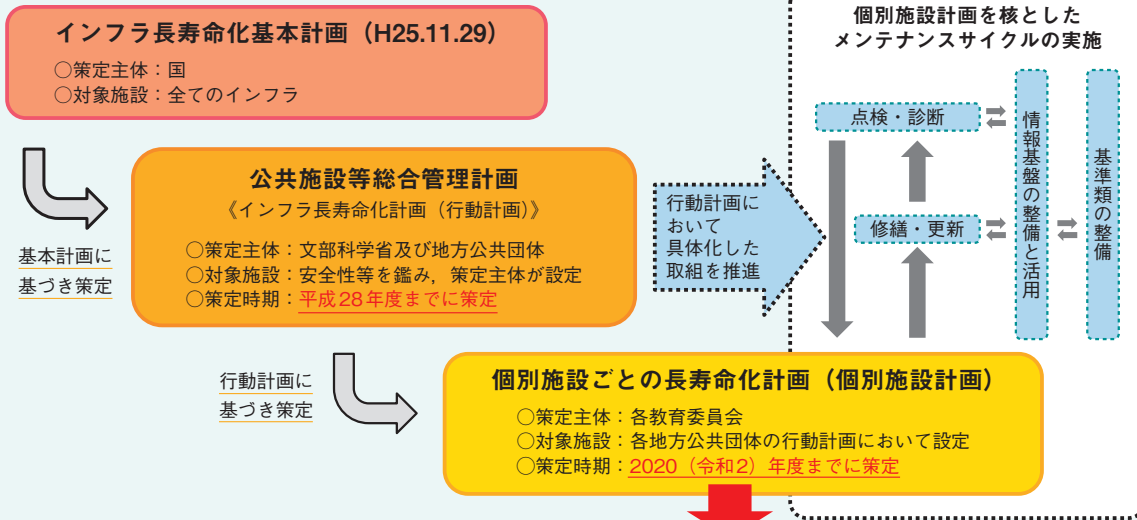 インフラ長寿命化基本計画（H25.11.29）
○策定主体：国
○対象施設：全てのインフラ
基本計画に
基づき策定
公共施設等総合管理計画
《インフラ長寿命化計画（行動計画）》
○策定主体：文部科学省及び地方公共団体
○対象施設：安全性等を鑑み，策定主体が設定
○策定時期：平成28年度までに策定
行動計画に
おいて
具体化した
取組を推進
行動計画に
基づき策定
個別施設ごとの長寿命化計画（個別施設計画）
○策定主体：各教育委員会
○対象施設：各地方公共団体の行動計画において設定
○策定時期：2020（令和2）年度までに策定
個別施設計画を核とした
メンテナンスサイクルの実施
点検・診断
修繕・更新
情報基盤の整備と活用
基準類の整備